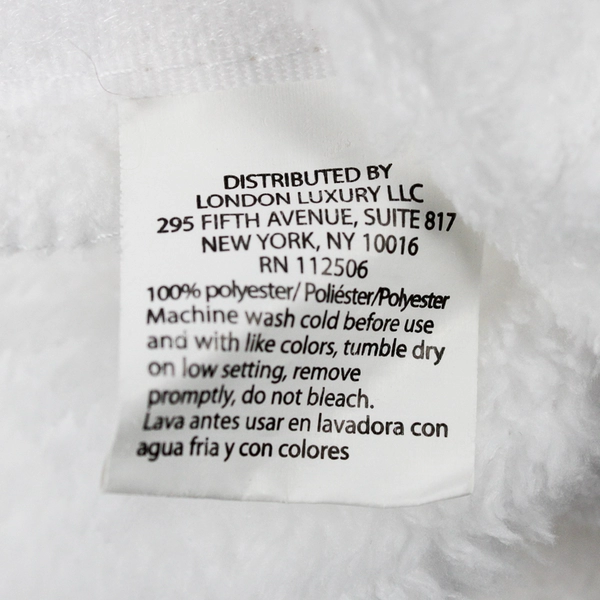 DISTRIBUTED BY
LONDON LUXURY LLC
295 FIFTH AVENUE, SUITE 817
NEW YORK, NY 10016
RN 112506
100% polyester/ Poliéster/Polyester
Machine wash cold before use
and with like colors, tumble dry
on low setting, remove
promptly, do not bleach.
Lava antes usar en lavadora con
agua fria y con colores